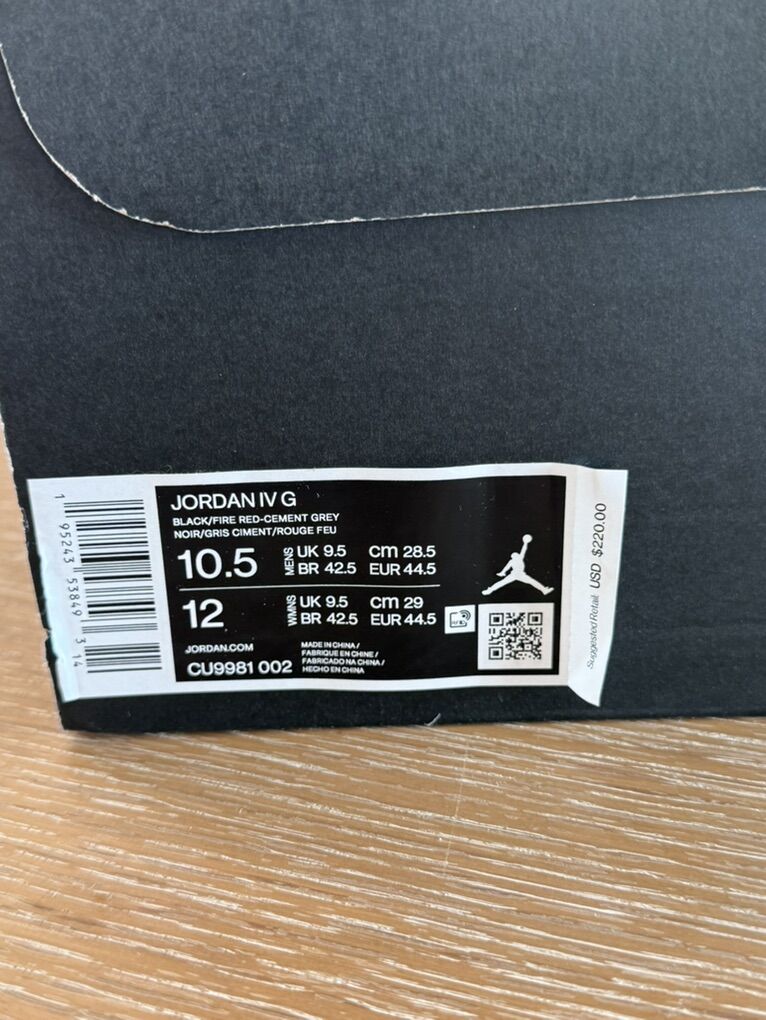 JORDAN IV G
BLACK/FIRE RED-CEMENT GREY
NOIR/GRIS CIMENT/ROUGE FEU
10.5 MENS UK 9.5 cm 28.5
BR 42.5 EUR 44.5
12 WMNS UK 9.5 cm 29
BR 42.5 EUR 44.5
JORDAN.COM
CU9981 002
MADE IN CHINA /
FABRIQUE EN CHINE /
FABRICADO NA CHINA /
HECHO EN CHINA
1 95243 53849 3 14
Suggested Retail USD $220.00